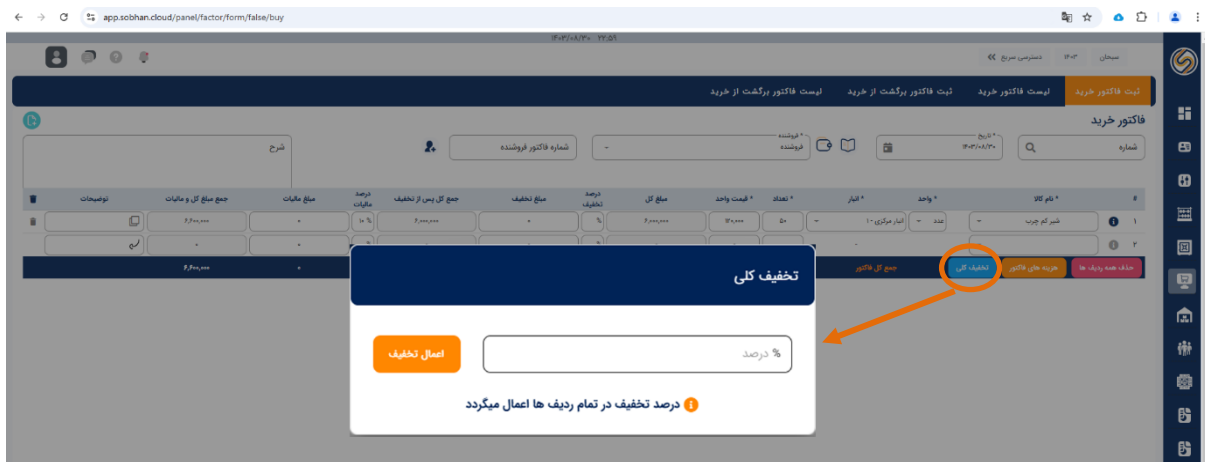 app.sobhan.cloud/panel/factor/form/false/buy
۱۴۰۳/۰۸/۳۰ ۲۲:۵۹
سبحان ۱۴۰۳ دسترسی سریع
ثبت فاکتور خرید لیست فاکتور خرید ثبت فاکتور برگشت از خرید لیست فاکتور برگشت از خرید
فاکتور خرید
شماره * تاریخ ۱۴۰۳/۰۸/۳۰ * فروشنده فروشنده شماره فاکتور فروشنده شرح
# * نام کالا * واحد * انبار * تعداد * قیمت واحد مبلغ کل درصد تخفیف مبلغ تخفیف جمع کل پس از تخفیف درصد مالیات مبلغ مالیات جمع مبلغ کل و مالیات توضیحات
۱ شیر کم چرب عدد انبار مرکزی - ۱ ۵۰ ۱۲۰,۰۰۰ ۶,۰۰۰,۰۰۰ % ۰ ۶,۰۰۰,۰۰۰ % ۱۰ ۰ ۶,۶۰۰,۰۰۰
۲
حذف همه ردیف ها هزینه های فاکتور تخفیف کلی جمع کل فاکتور ۰ ۶,۶۰۰,۰۰۰
تخفیف کلی
% درصد
اعمال تخفیف
درصد تخفیف در تمام ردیف ها اعمال میگردد